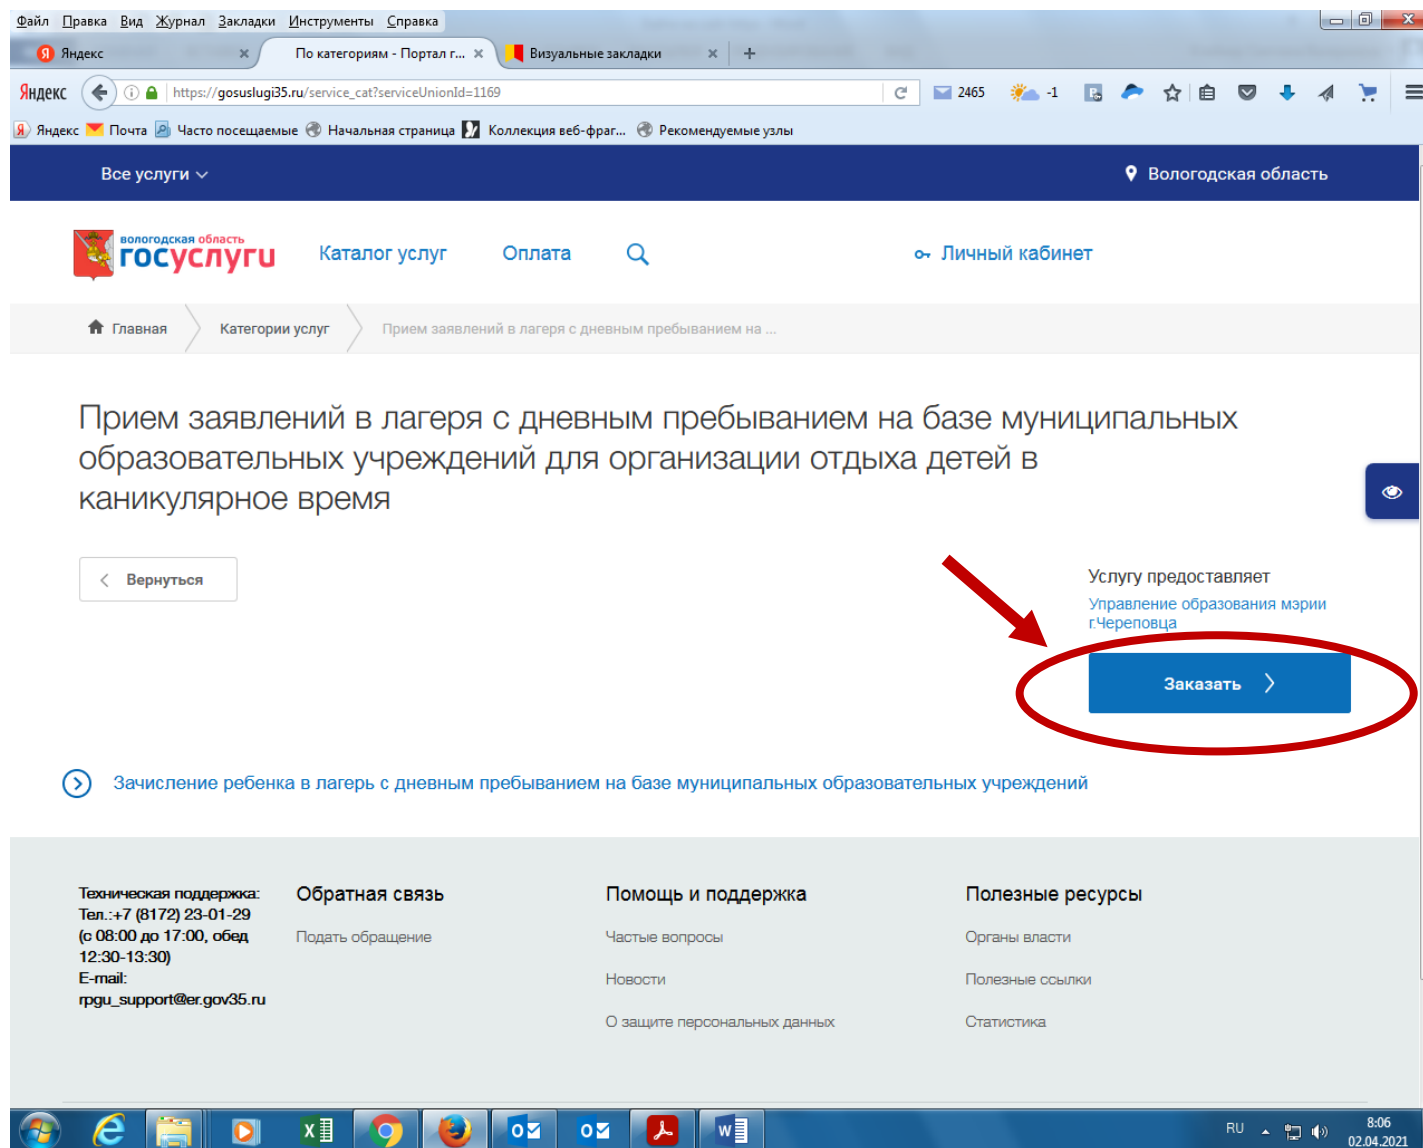 Файл Правка Вид Журнал Закладки Инструменты Справка
Яндекс
По категориям - Портал г...
Визуальные закладки
Яндекс
https://gosuslugi35.ru/service_cat?serviceUnionId=1169
2465
-1
Яндекс Почта Часто посещаемые Начальная страница Коллекция веб-фраг... Рекомендуемые узлы
Все услуги
Вологодская область
вологодская область
госуслуги
Каталог услуг
Оплата
Личный кабинет
Главная
Категории услуг
Прием заявлений в лагеря с дневным пребыванием на ...
Прием заявлений в лагеря с дневным пребыванием на базе муниципальных
образовательных учреждений для организации отдыха детей в
каникулярное время
Вернуться
Услугу предоставляет
Управление образования мэрии
г.Череповца
Заказать
Зачисление ребенка в лагерь с дневным пребыванием на базе муниципальных образовательных учреждений
Техническая поддержка:
Тел.:+7 (8172) 23-01-29
(с 08:00 до 17:00, обед
12:30-13:30)
E-mail:
rpgu_support@er.gov35.ru
Обратная связь
Подать обращение
Помощь и поддержка
Частые вопросы
Новости
О защите персональных данных
Полезные ресурсы
Органы власти
Полезные ссылки
Статистика
RU
8:06
02.04.2021